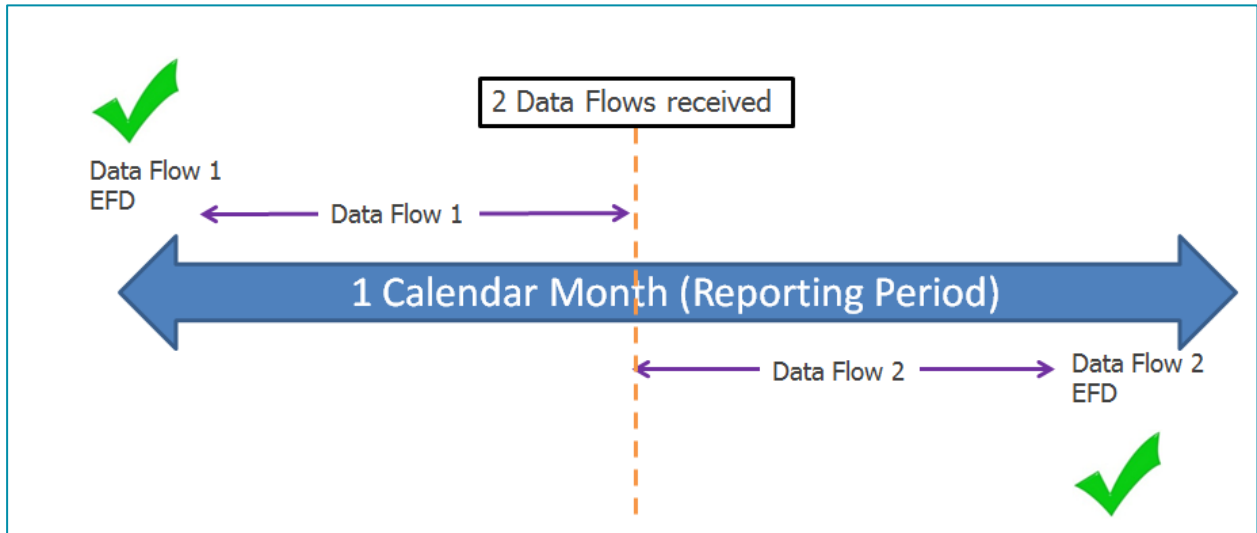 2 Data Flows received
Data Flow 1
EFD
Data Flow 1
1 Calendar Month (Reporting Period)
Data Flow 2
Data Flow 2
EFD